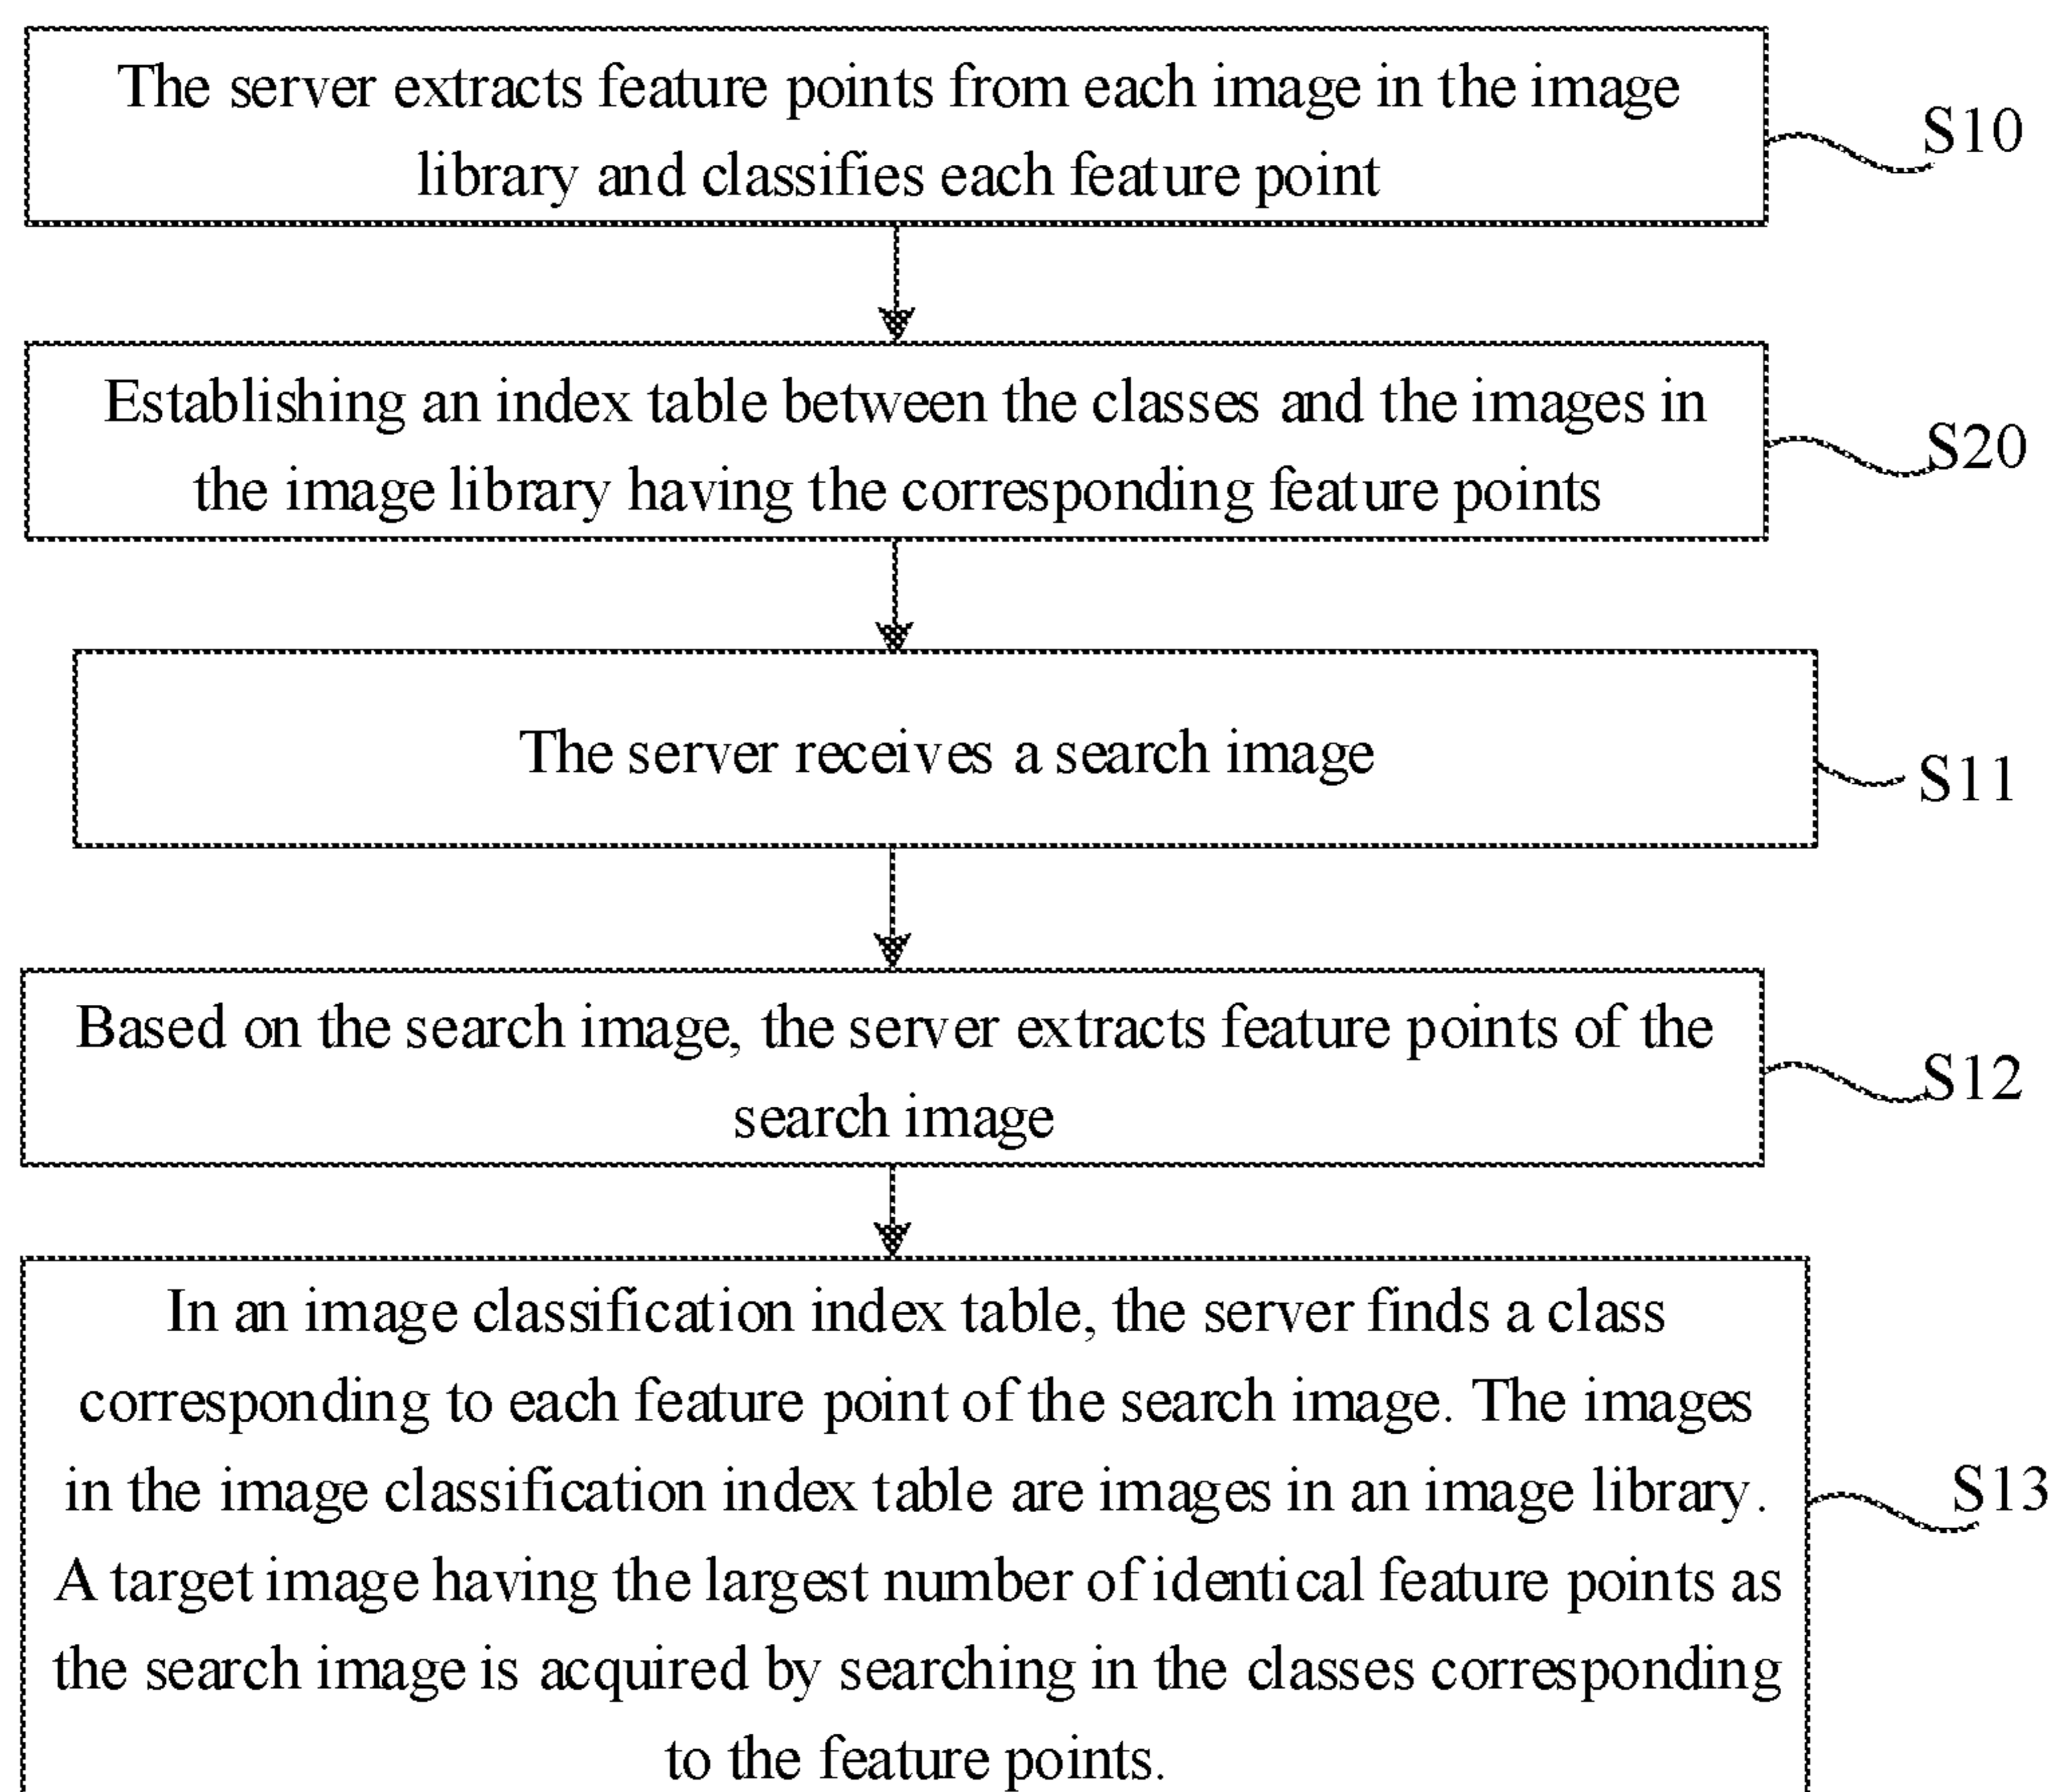 The server extracts feature points from each image in the image
library and classifies each feature point
S10
Establishing an index table between the classes and the images in
the image library having the corresponding feature points
S20
The server receives a search image
S11
Based on the search image, the server extracts feature points of the
search image
S12
In an image classification index table, the server finds a class
corresponding to each feature point of the search image. The images
in the image classification index table are images in an image library.
A target image having the largest number of identical feature points as
the search image is acquired by searching in the classes corresponding
to the feature points.
S13